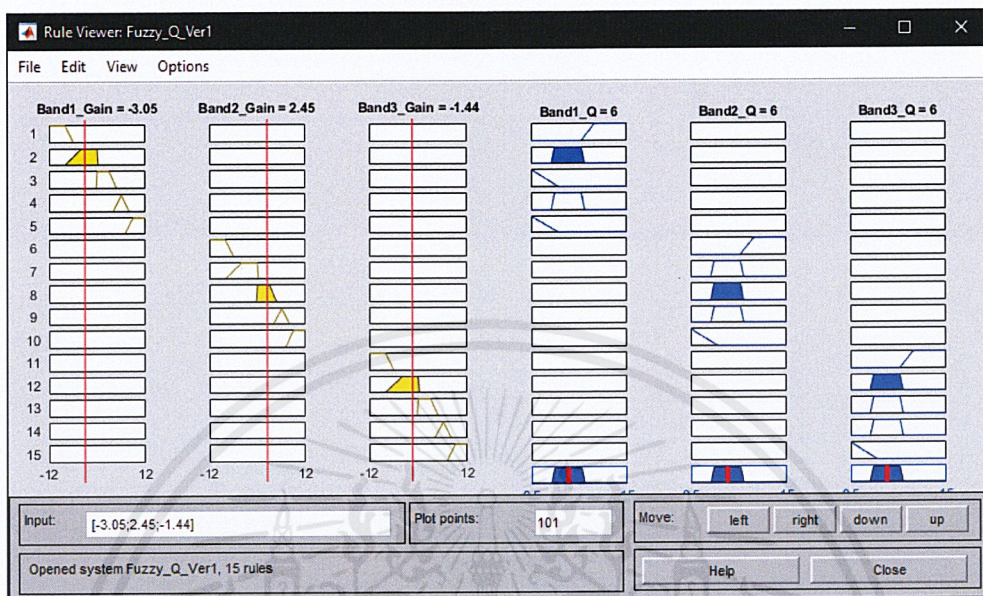 Rule Viewer: Fuzzy_Q_Ver1
File Edit View Options
Band1_Gain = -3.05 Band2_Gain = 2.45 Band3_Gain = -1.44 Band1_Q = 6 Band2_Q = 6 Band3_Q = 6
1
2
3
4
5
6
7
8
9
10
11
12
13
14
15
-12 12 -12 12 -12 12
Input: [-3.05;2.45;-1.44] Plot points: 101 Move: left right down up
Opened system Fuzzy_Q_Ver1, 15 rules Help Close